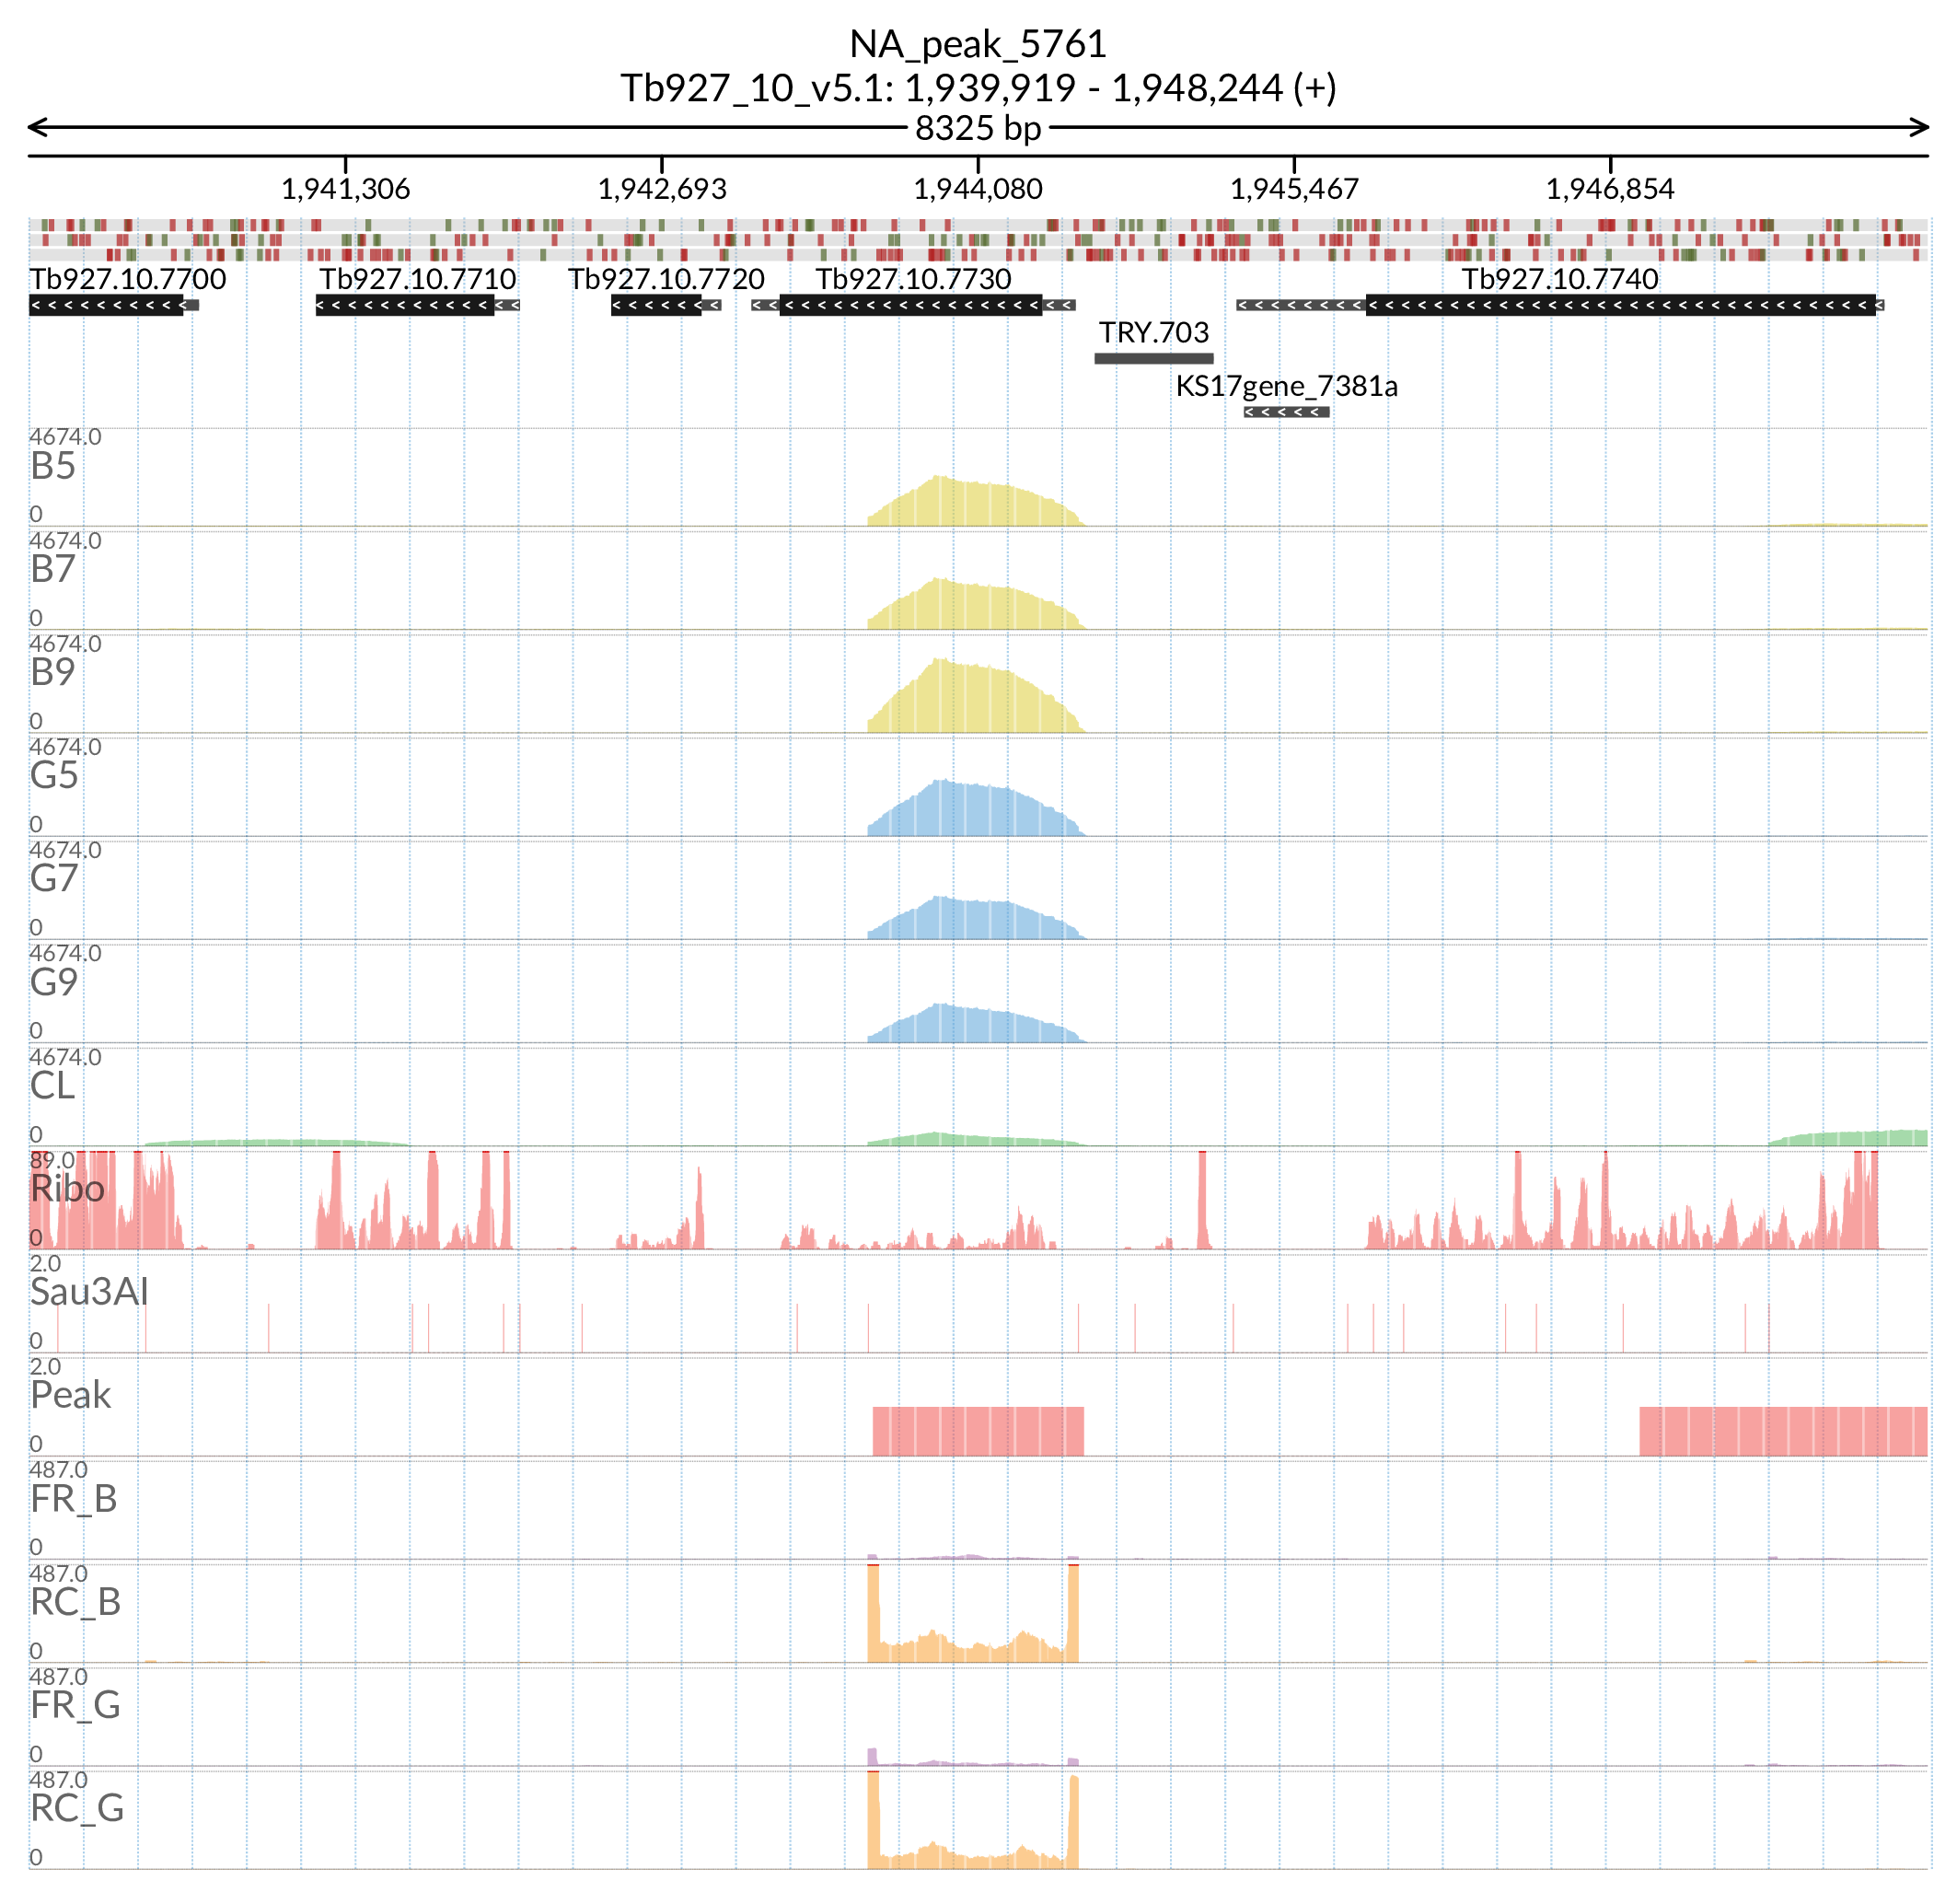 NA_peak_5761
Tb927_10_v5.1: 1,939,919 - 1,948,244 (+)
8325 bp
1,941,306 1,942,693 1,944,080 1,945,467 1,946,854
Tb927.10.7700 Tb927.10.7710 Tb927.10.7720 Tb927.10.7730 Tb927.10.7740
TRY.703
KS17gene_7381a
4674.0
B5
0
4674.0
B7
0
4674.0
B9
0
4674.0
G5
0
4674.0
G7
0
4674.0
G9
0
4674.0
CL
0
89.0
Ribo
0
2.0
Sau3AI
0
2.0
Peak
0
487.0
FR_B
0
487.0
RC_B
0
487.0
FR_G
0
487.0
RC_G
0